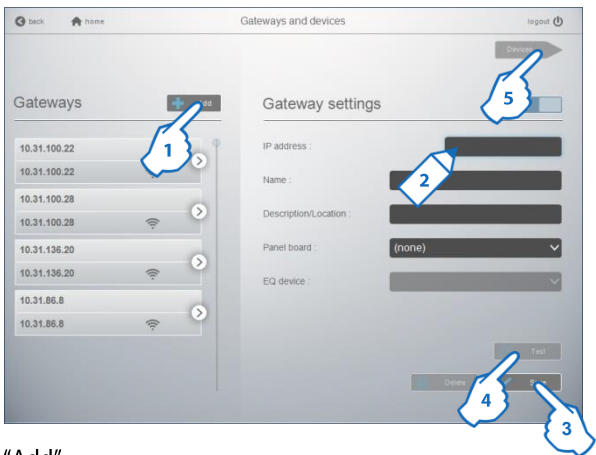 back home Gateways and devices logout
Devices
Gateways Add Gateway settings
5
1
10.31.100.22
10.31.100.22
IP address :
2
Name :
10.31.100.28
10.31.100.28
Description/Location :
10.31.136.20
10.31.136.20
Panel board : (none)
EQ device :
10.31.86.8
10.31.86.8
Test
Delete
4
3
"Add"